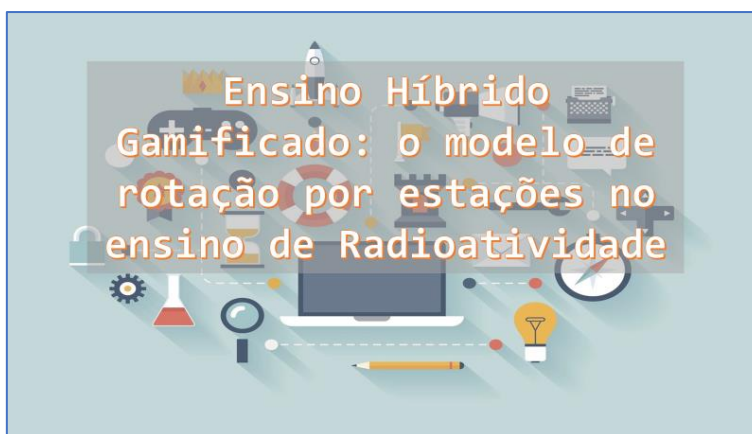 Ensino Híbrido
Gamificado: o modelo de
rotação por estações no
ensino de Radioatividade